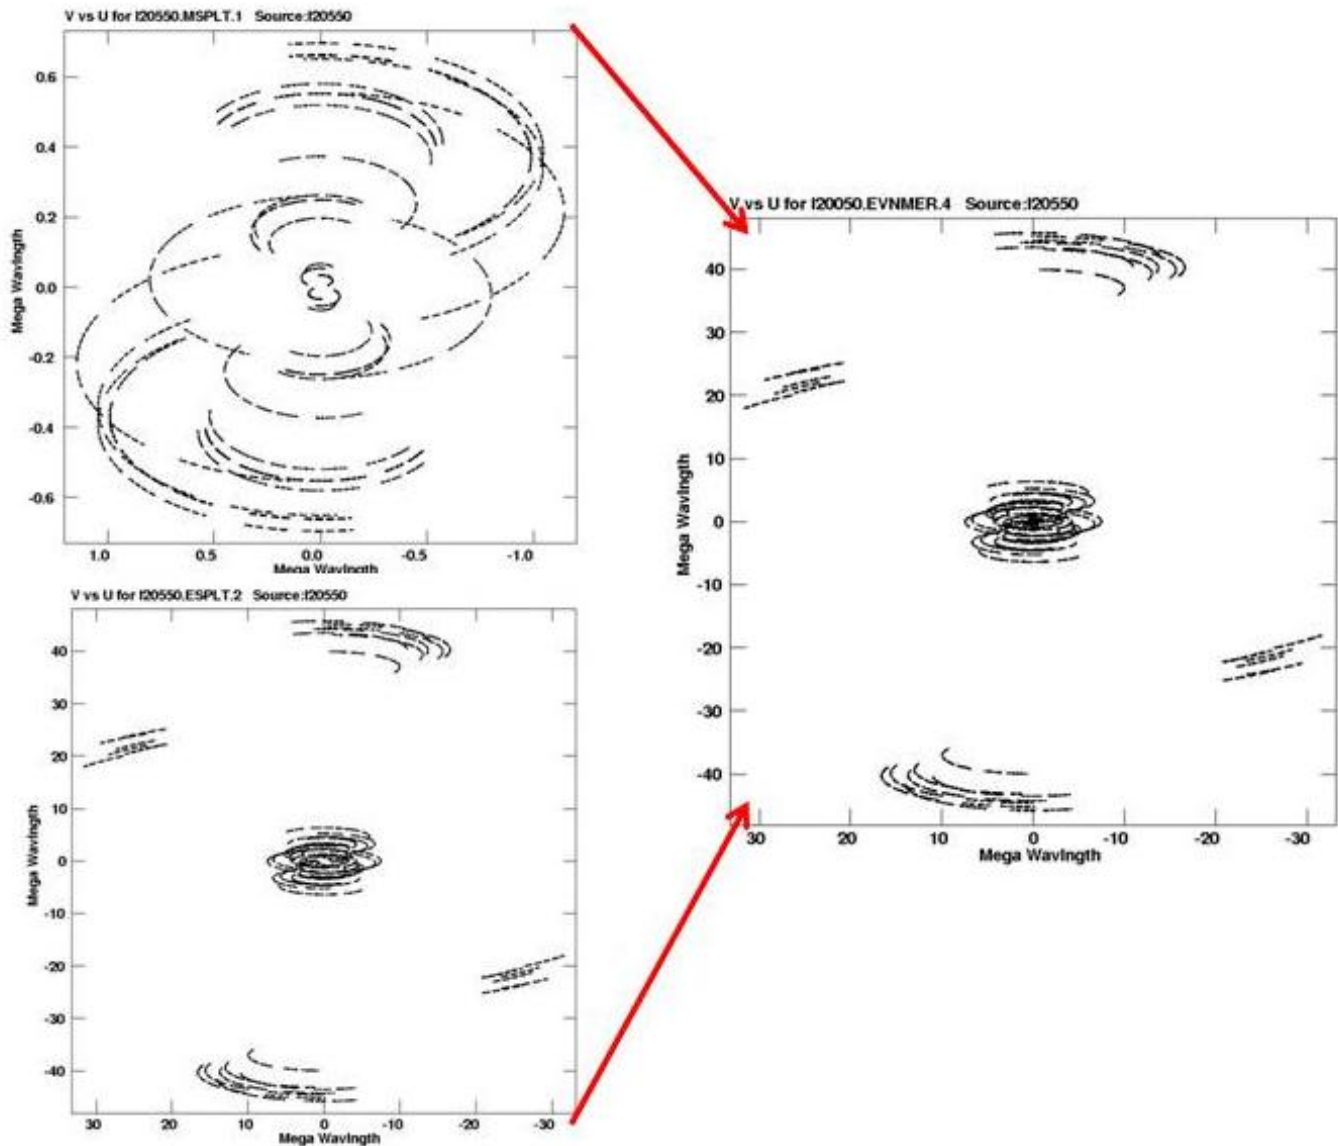 V vs U for I20550.MSPLT.1 Source:I20550
Mega Wavlngth
0.6
0.4
0.2
0.0
-0.2
-0.4
-0.6
1.0 0.5 0.0 -0.5 -1.0
Mega Wavlngth
V vs U for I20550.ESPLT.2 Source:I20550
Mega Wavlngth
40
30
20
10
0
-10
-20
-30
-40
30 20 10 0 -10 -20 -30
Mega Wavlngth
V vs U for I20050.EVNMER.4 Source:I20550
Mega Wavlngth
40
30
20
10
0
-10
-20
-30
-40
30 20 10 0 -10 -20 -30
Mega Wavlngth